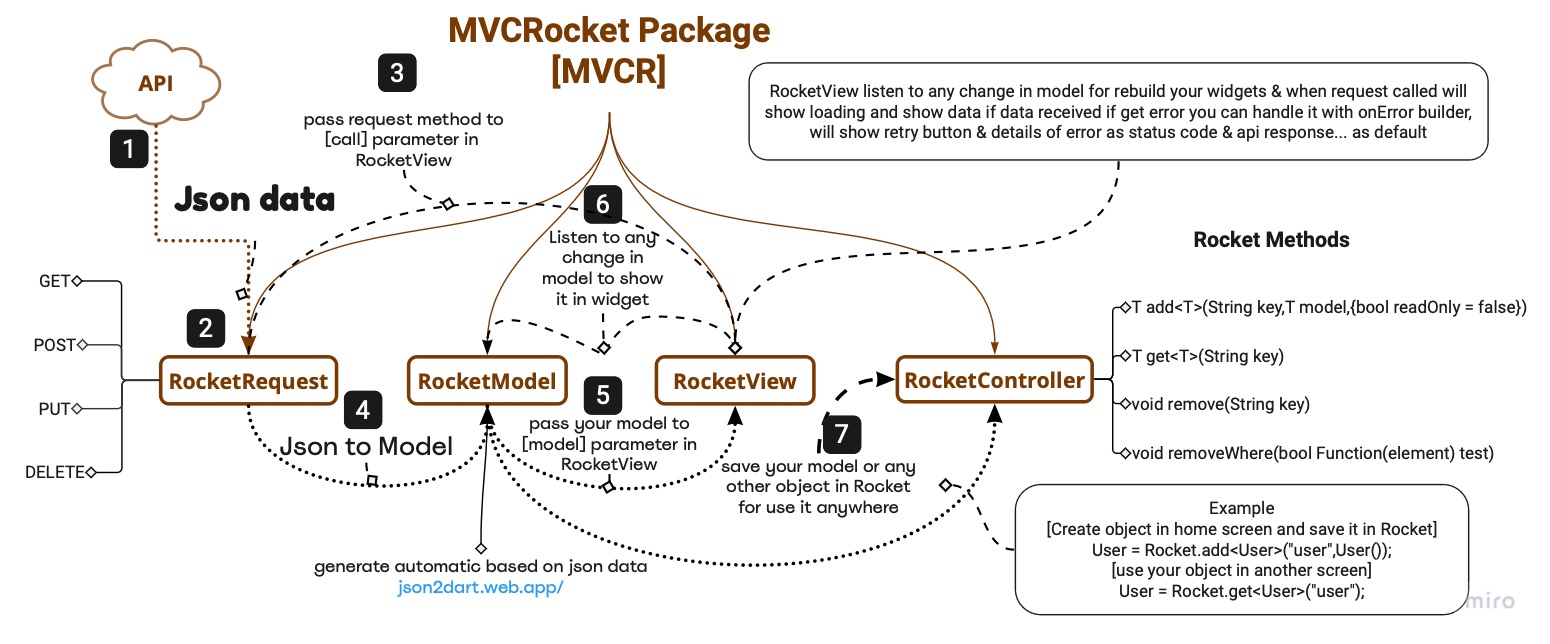 MVCRocket Package
[MVCR]
API
1
Json data
3
pass request method to
[call] parameter in
RocketView
RocketView listen to any change in model for rebuild your widgets & when request called will
show loading and show data if data received if get error you can handle it with onError builder,
will show retry button & details of error as status code & api response... as default
6
Listen to any
change in
model to show
it in widget
Rocket Methods
GET
POST
PUT
DELETE
2
RocketRequest
RocketModel
RocketView
RocketController
T add<T>(String key,T model,{bool readOnly = false})
T get<T>(String key)
void remove(String key)
void removeWhere(bool Function(element) test)
4
Json to Model
5
pass your model to
[model] parameter in
RocketView
7
save your model or any
other object in Rocket
for use it anywhere
generate automatic based on json data
json2dart.web.app/
Example
[Create object in home screen and save it in Rocket]
User = Rocket.add<User>("user",User());
[use your object in another screen]
User = Rocket.get<User>("user");
miro